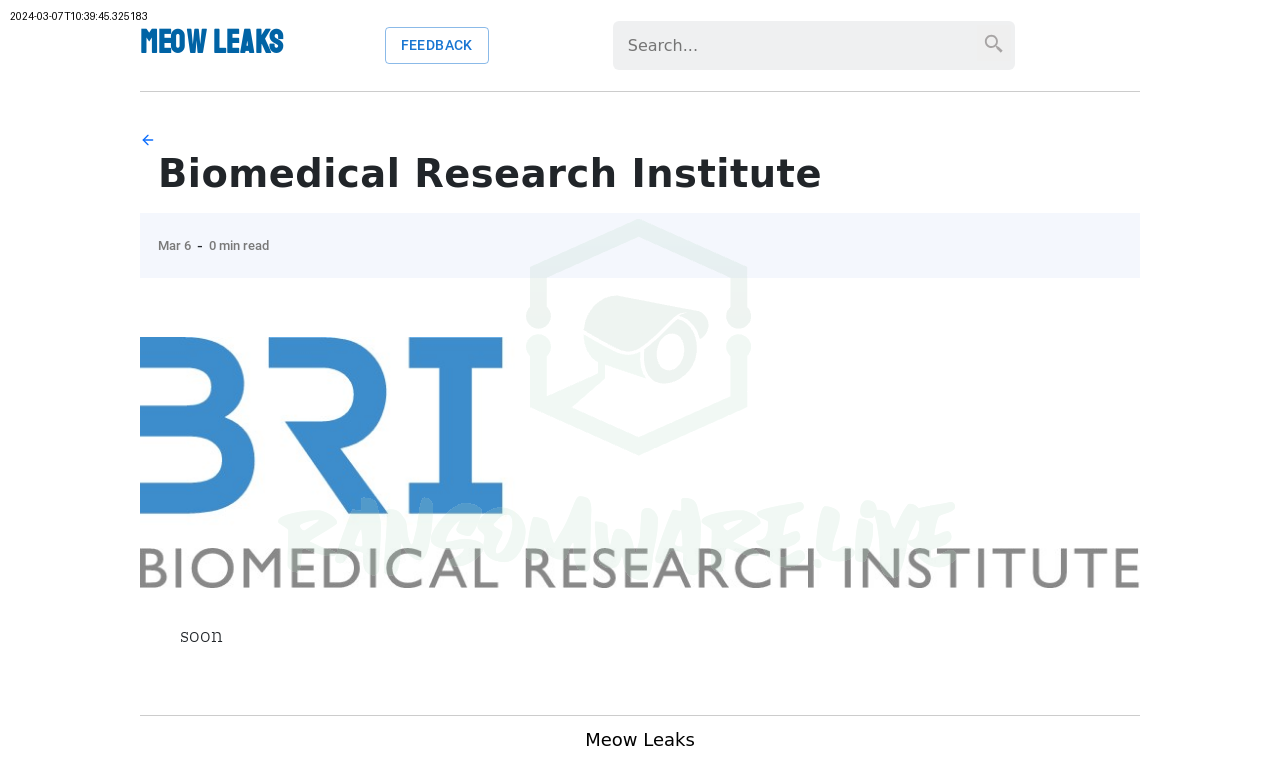 2024-03-07T10:39:45.325183
MEOW LEAKS
FEEDBACK
Search...
Biomedical Research Institute
Mar 6 - 0 min read
BRI
BIOMEDICAL RESEARCH INSTITUTE
RANSOMWARE.LIVE
soon
Meow Leaks